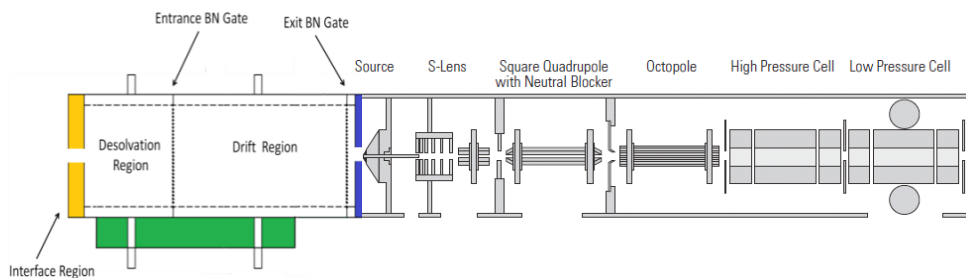 Entrance BN Gate
Exit BN Gate
Source
S-Lens
Square Quadrupole
with Neutral Blocker
Octopole
High Pressure Cell
Low Pressure Cell
Desolvation
Region
Drift Region
Interface Region